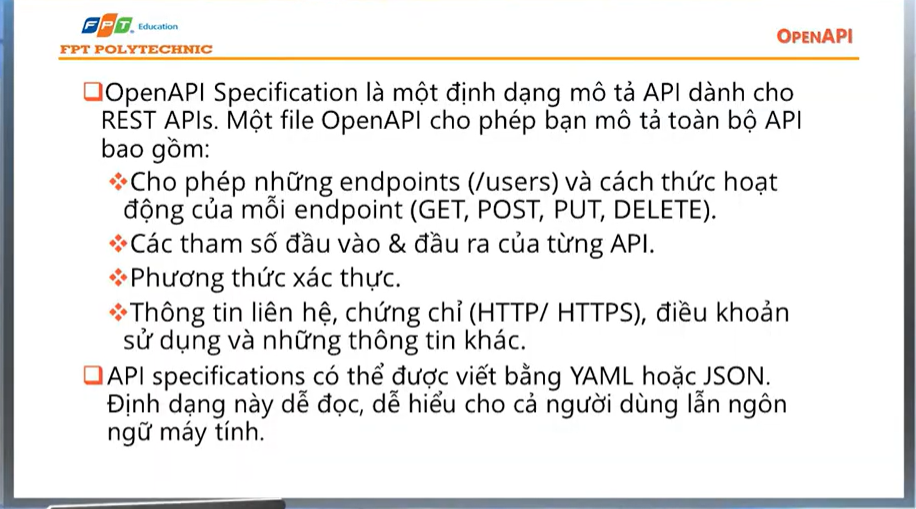 FPT Education
FPT POLYTECHNIC
OPENAPI
OpenAPI Specification là một định dạng mô tả API dành cho
REST APIs. Một file OpenAPI cho phép bạn mô tả toàn bộ API
bao gồm:
Cho phép những endpoints (/users) và cách thức hoạt
động của mỗi endpoint (GET, POST, PUT, DELETE).
Các tham số đầu vào & đầu ra của từng API.
Phương thức xác thực.
Thông tin liên hệ, chứng chỉ (HTTP/ HTTPS), điều khoản
sử dụng và những thông tin khác.
API specifications có thể được viết bằng YAML hoặc JSON.
Định dạng này dễ đọc, dễ hiểu cho cả người dùng lẫn ngôn
ngữ máy tính.